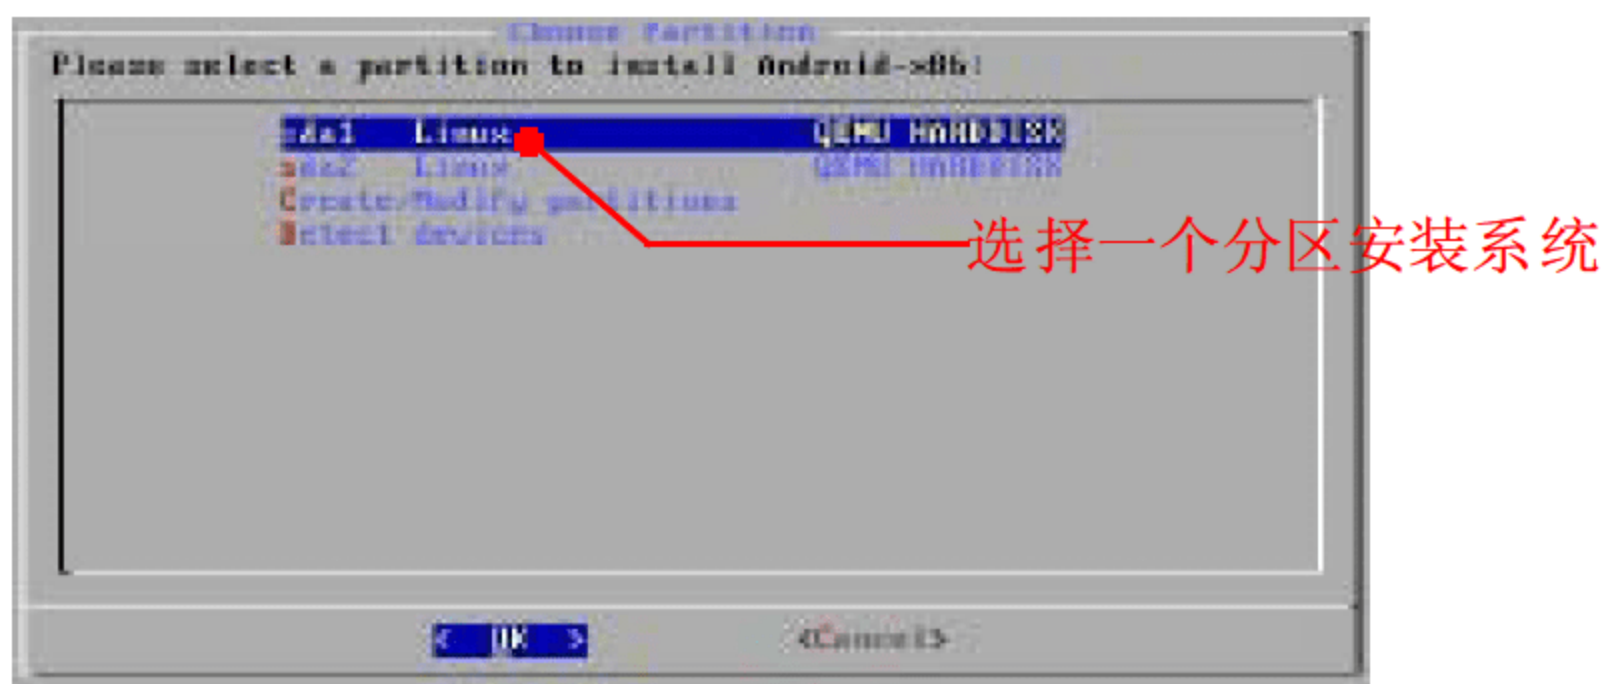 Choose Partition
Please select a partition to install Android-x86:
sda1 Linux QEMU HARDDISK
sda2 Linux QEMU HARDDISK
Create/Modify partitions
Detect devices
选择一个分区安装系统
< OK > <Cancel>